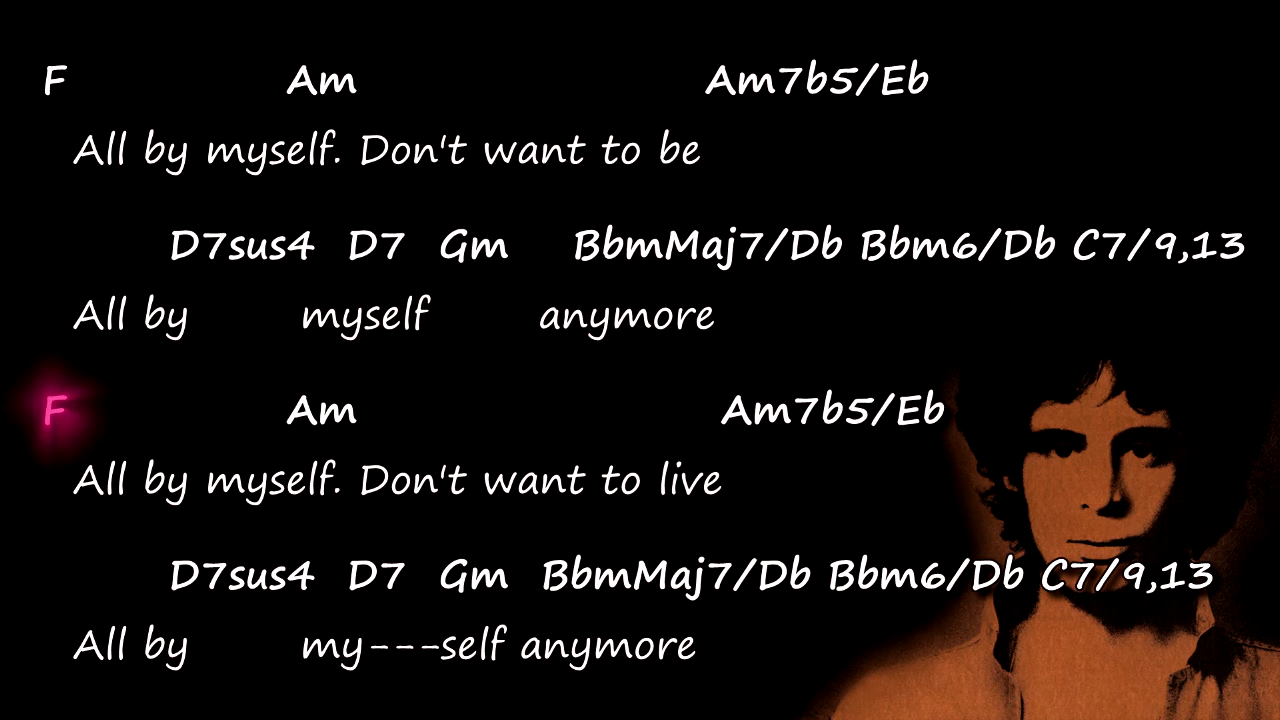 F Am Am7b5/Eb
All by myself. Don't want to be
D7sus4 D7 Gm BbmMaj7/Db Bbm6/Db C7/9,13
All by myself anymore
F Am Am7b5/Eb
All by myself. Don't want to live
D7sus4 D7 Gm BbmMaj7/Db Bbm6/Db C7/9,13
All by my---self anymore